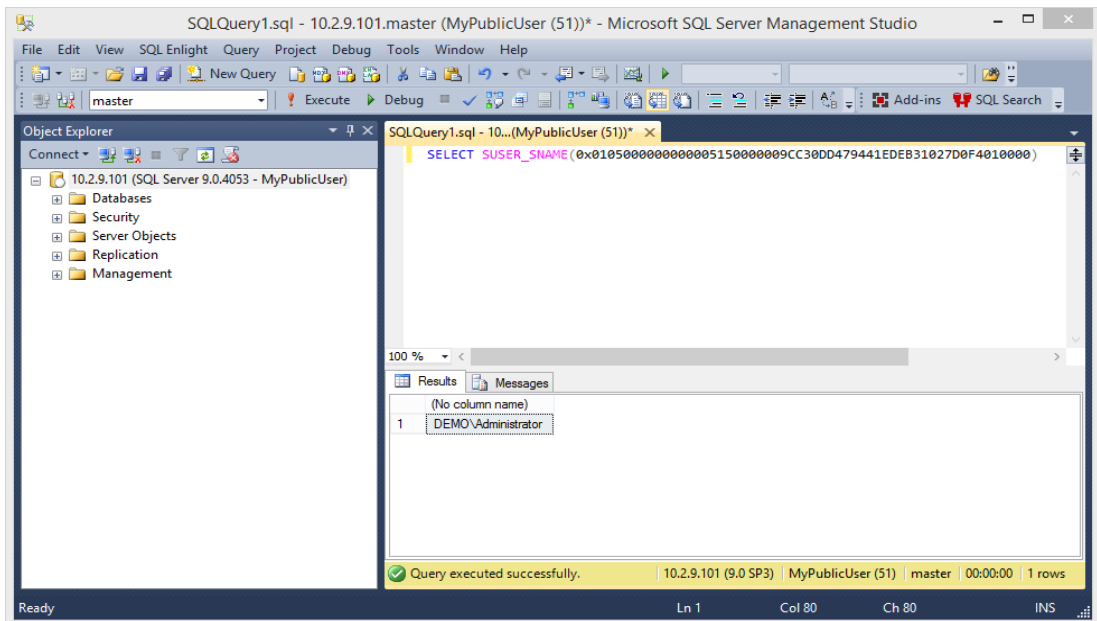 SQLQuery1.sql - 10.2.9.101.master (MyPublicUser (51))* - Microsoft SQL Server Management Studio
File Edit View SQL Enlight Query Project Debug Tools Window Help
New Query
master Execute Debug Add-ins SQL Search
Object Explorer
Connect
10.2.9.101 (SQL Server 9.0.4053 - MyPublicUser)
Databases
Security
Server Objects
Replication
Management
SQLQuery1.sql - 10...(MyPublicUser (51))*
SELECT SUSER_SNAME(0x0105000000000005150000009CC30DD479441EDEB31027D0F4010000)
100 %
Results Messages
(No column name)
1 DEMO\Administrator
Query executed successfully. 10.2.9.101 (9.0 SP3) MyPublicUser (51) master 00:00:00 1 rows
Ready Ln 1 Col 80 Ch 80 INS